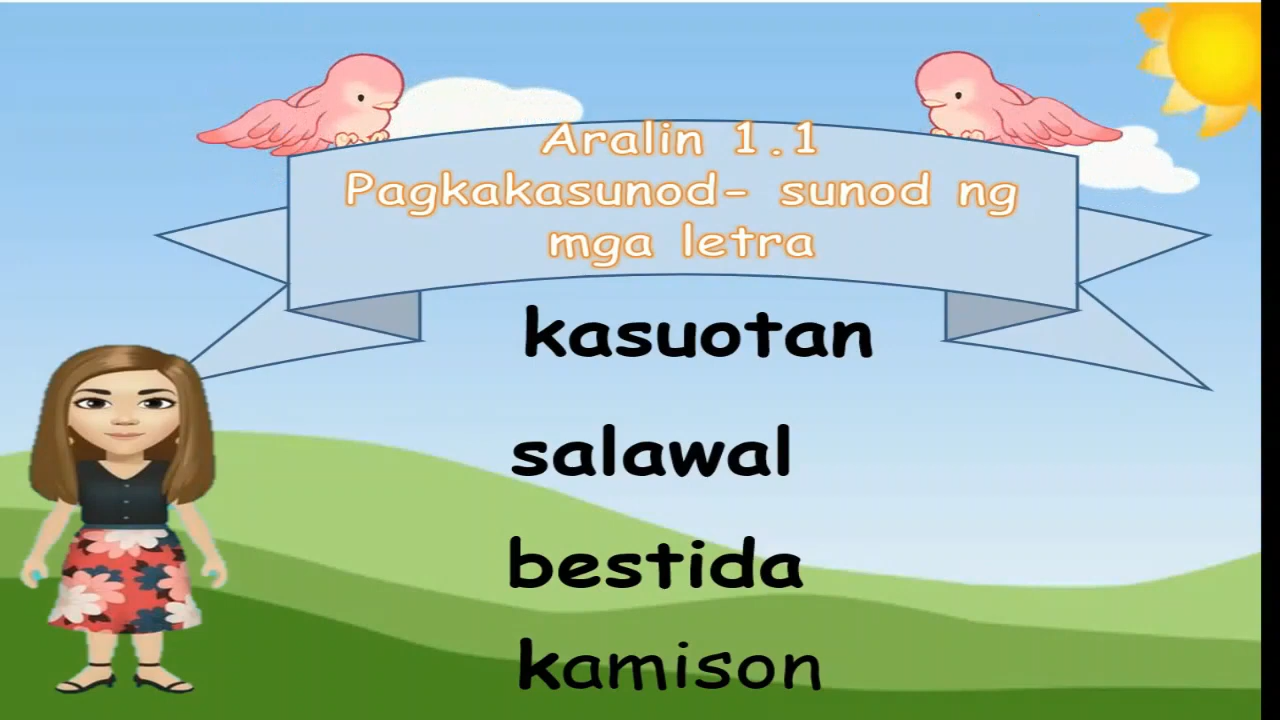 Aralin 1.1
Pagkakasunod- sunod ng
mga letra
kasuotan
salawal
bestida
kamison